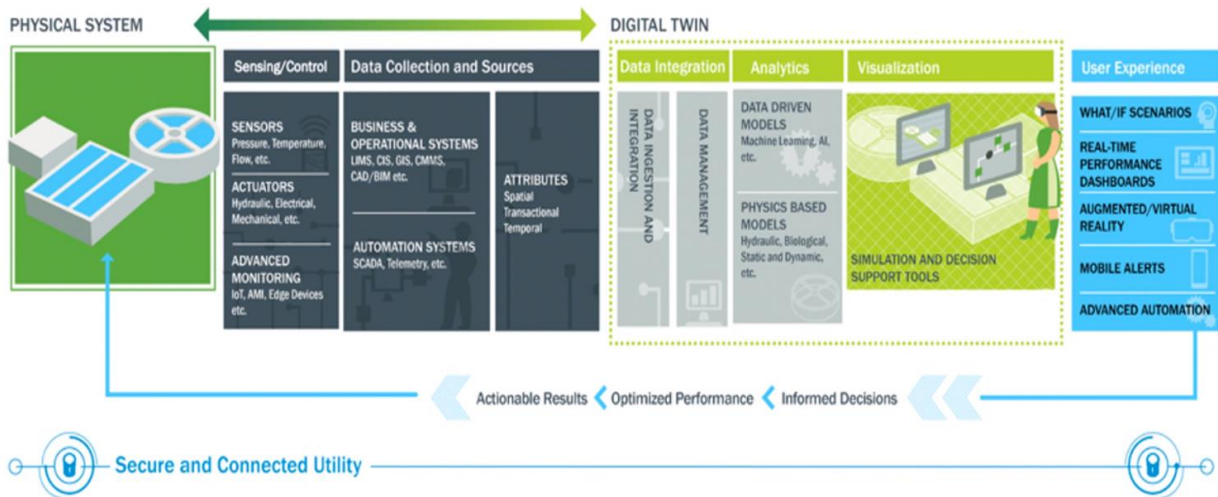 PHYSICAL SYSTEM
DIGITAL TWIN
Sensing/Control
Data Collection and Sources
Data Integration
Analytics
Visualization
User Experience
SENSORS
Pressure, Temperature,
Flow, etc.
ACTUATORS
Hydraulic, Electrical,
Mechanical, etc.
ADVANCED
MONITORING
IoT, AMI, Edge Devices
etc.
BUSINESS &
OPERATIONAL SYSTEMS
LIMS, CIS, GIS, CMMS,
CAD/BIM etc.
AUTOMATION SYSTEMS
SCADA, Telemetry, etc.
ATTRIBUTES
Spatial
Transactional
Temporal
DATA INGESTION AND
INTEGRATION
DATA MANAGEMENT
DATA DRIVEN
MODELS
Machine Learning, AI,
etc.
PHYSICS BASED
MODELS
Hydraulic, Biological,
Static and Dynamic,
etc.
SIMULATION AND DECISION
SUPPORT TOOLS
WHAT/IF SCENARIOS
REAL-TIME
PERFORMANCE
DASHBOARDS
AUGMENTED/VIRTUAL
REALITY
MOBILE ALERTS
ADVANCED AUTOMATION
Actionable Results
Optimized Performance
Informed Decisions
Secure and Connected Utility